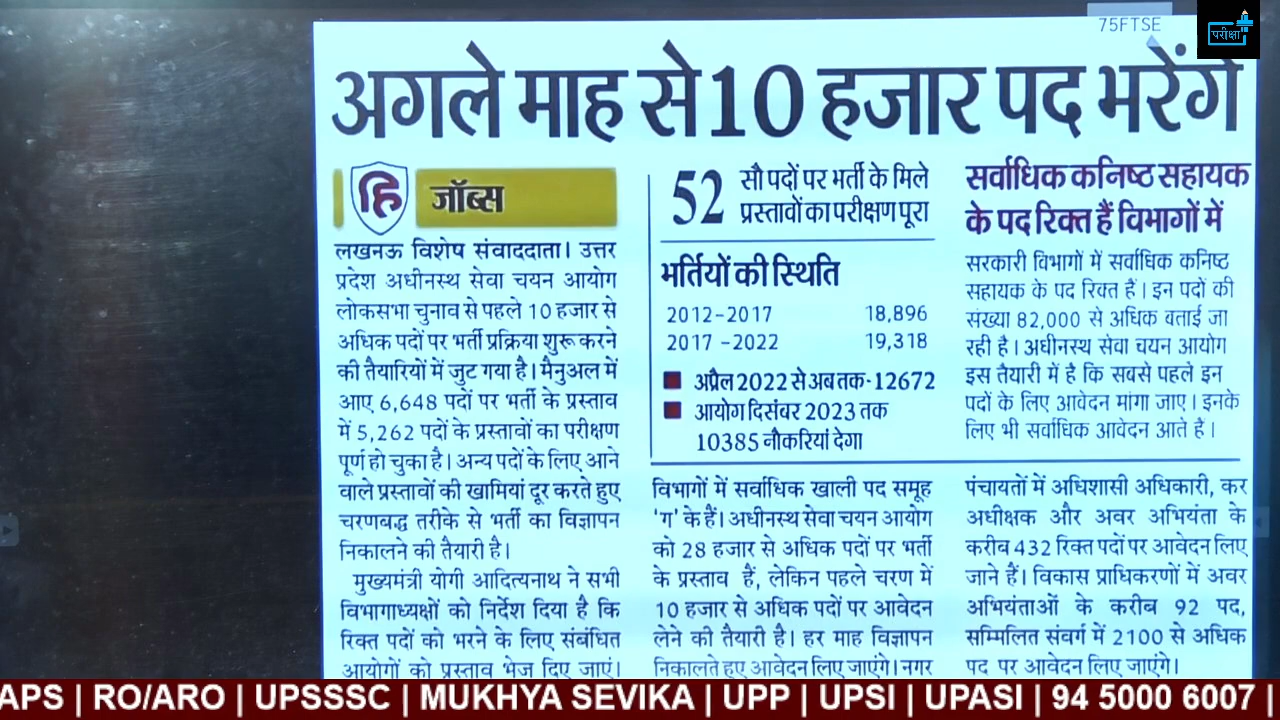 75FTSE
परीक्षा
अगले माह से 10 हजार पद भरेंगे
हि
जॉब्स
लखनऊ विशेष संवाददाता। उत्तर
प्रदेश अधीनस्थ सेवा चयन आयोग
लोकसभा चुनाव से पहले 10 हजार से
अधिक पदों पर भर्ती प्रक्रिया शुरू करने
की तैयारियों में जुट गया है। मैनुअल में
आए 6,648 पदों पर भर्ती के प्रस्ताव
में 5,262 पदों के प्रस्तावों का परीक्षण
पूर्ण हो चुका है। अन्य पदों के लिए आने
वाले प्रस्तावों की खामियां दूर करते हुए
चरणबद्ध तरीके से भर्ती का विज्ञापन
निकालने की तैयारी है।
मुख्यमंत्री योगी आदित्यनाथ ने सभी
विभागाध्यक्षों को निर्देश दिया है कि
रिक्त पदों को भरने के लिए संबंधित
आयोगों को प्रस्ताव भेज दिए जाएं।
52 सौ पदों पर भर्ती के मिले
प्रस्तावों का परीक्षण पूरा
भर्तियों की स्थिति
2012-2017 18,896
2017 -2022 19,318
अप्रैल 2022 से अब तक- 12672
आयोग दिसंबर 2023 तक
10385 नौकरियां देगा
विभागों में सर्वाधिक खाली पद समूह
'ग' के हैं। अधीनस्थ सेवा चयन आयोग
को 28 हजार से अधिक पदों पर भर्ती
के प्रस्ताव हैं, लेकिन पहले चरण में
10 हजार से अधिक पदों पर आवेदन
लेने की तैयारी है। हर माह विज्ञापन
निकालते हुए आवेदन लिए जाएंगे। नगर
सर्वाधिक कनिष्ठ सहायक
के पद रिक्त हैं विभागों में
सरकारी विभागों में सर्वाधिक कनिष्ठ
सहायक के पद रिक्त हैं। इन पदों की
संख्या 82,000 से अधिक बताई जा
रही है। अधीनस्थ सेवा चयन आयोग
इस तैयारी में है कि सबसे पहले इन
पदों के लिए आवेदन मांगा जाए। इनके
लिए भी सर्वाधिक आवेदन आते हैं।
पंचायतों में अधिशासी अधिकारी, कर
अधीक्षक और अवर अभियंता के
करीब 432 रिक्त पदों पर आवेदन लिए
जाने हैं। विकास प्राधिकरणों में अवर
अभियंताओं के करीब 92 पद,
सम्मिलित संवर्ग में 2100 से अधिक
पद पर आवेदन लिए जाएंगे।
APS | RO/ARO | UPSSSC | MUKHYA SEVIKA | UPP | UPSI | UPASI | 94 5000 6007 |